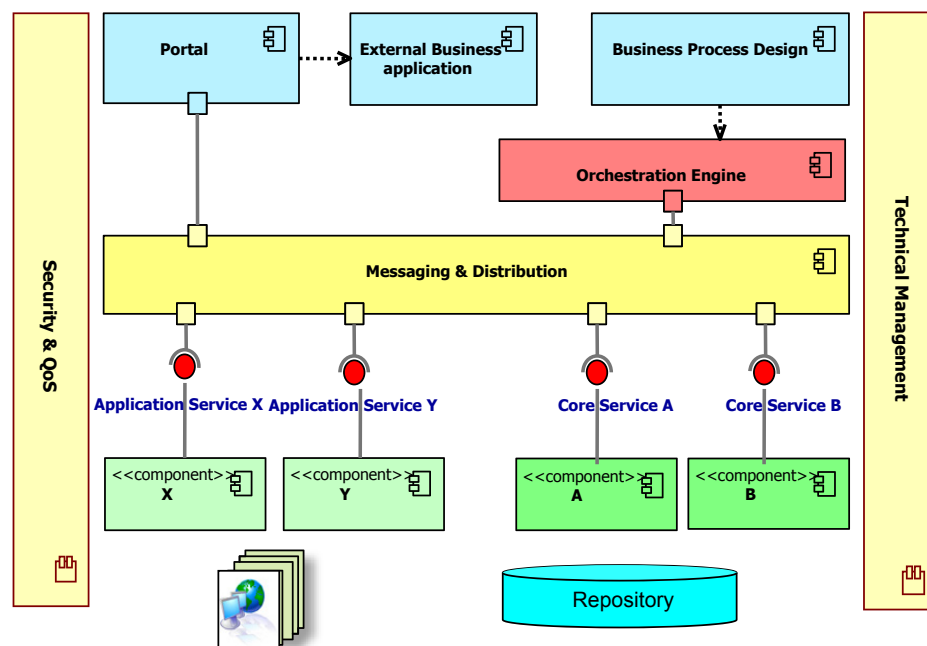 Portal
External Business
application
Business Process Design
Orchestration Engine
Messaging & Distribution
Security & QoS
Technical Management
Application Service X
Application Service Y
Core Service A
Core Service B
<<component>>
X
<<component>>
Y
<<component>>
A
<<component>>
B
Repository